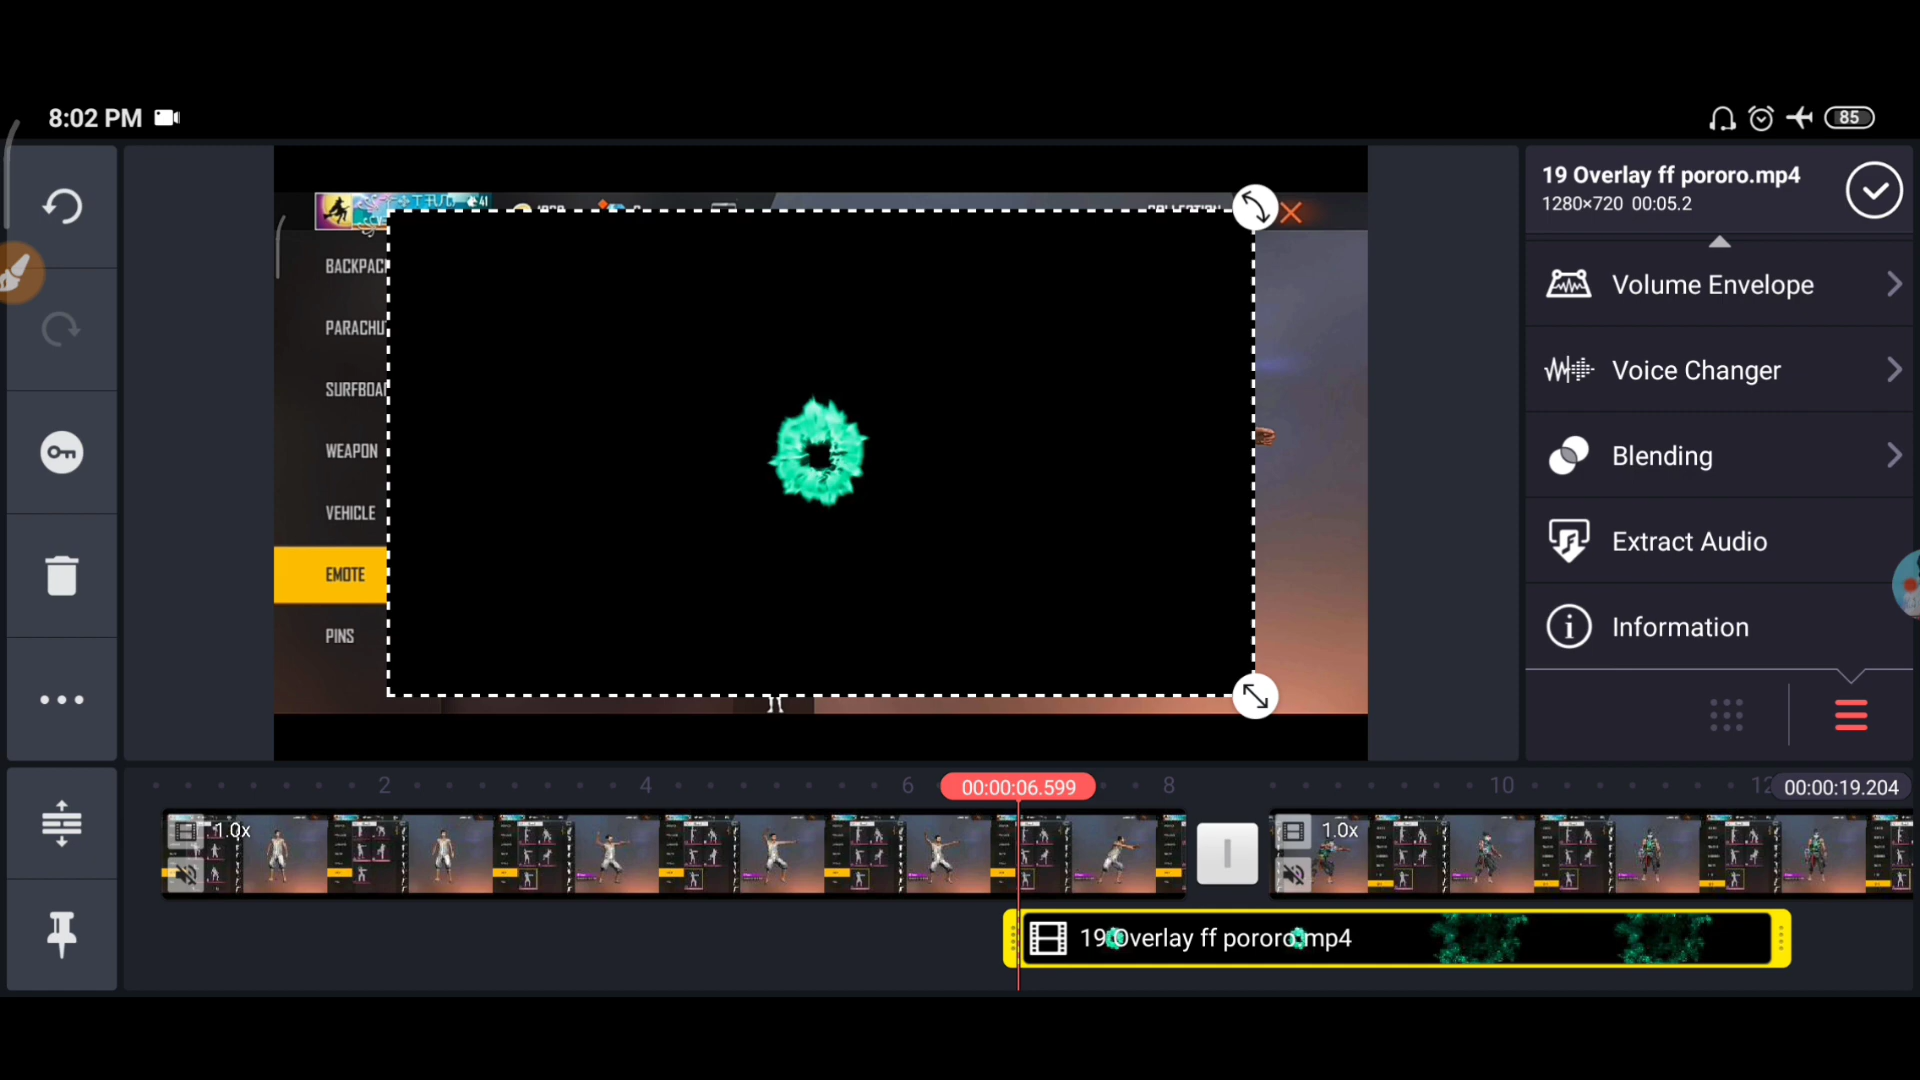 8:02 PM
85
19 Overlay ff pororo.mp4
1280×720 00:05.2
Volume Envelope
Voice Changer
Blending
Extract Audio
Information
BACKPAC
PARACHU
SURFBOA
WEAPON
VEHICLE
EMOTE
PINS
2 4 6 00:00:06.599 8 10 12 00:00:19.204
1.0x
1.0x
19 Overlay ff pororo.mp4